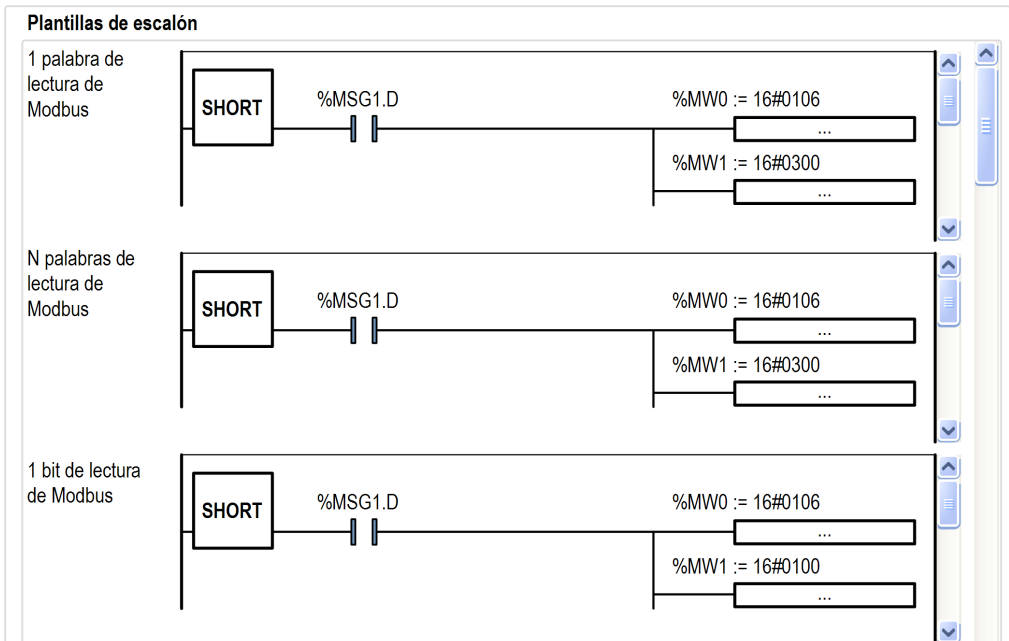 Plantillas de escalón
1 palabra de
lectura de
Modbus
SHORT
%MSG1.D
%MW0 := 16#0106
...
%MW1 := 16#0300
...
N palabras de
lectura de
Modbus
SHORT
%MSG1.D
%MW0 := 16#0106
...
%MW1 := 16#0300
...
1 bit de lectura
de Modbus
SHORT
%MSG1.D
%MW0 := 16#0106
...
%MW1 := 16#0100
...